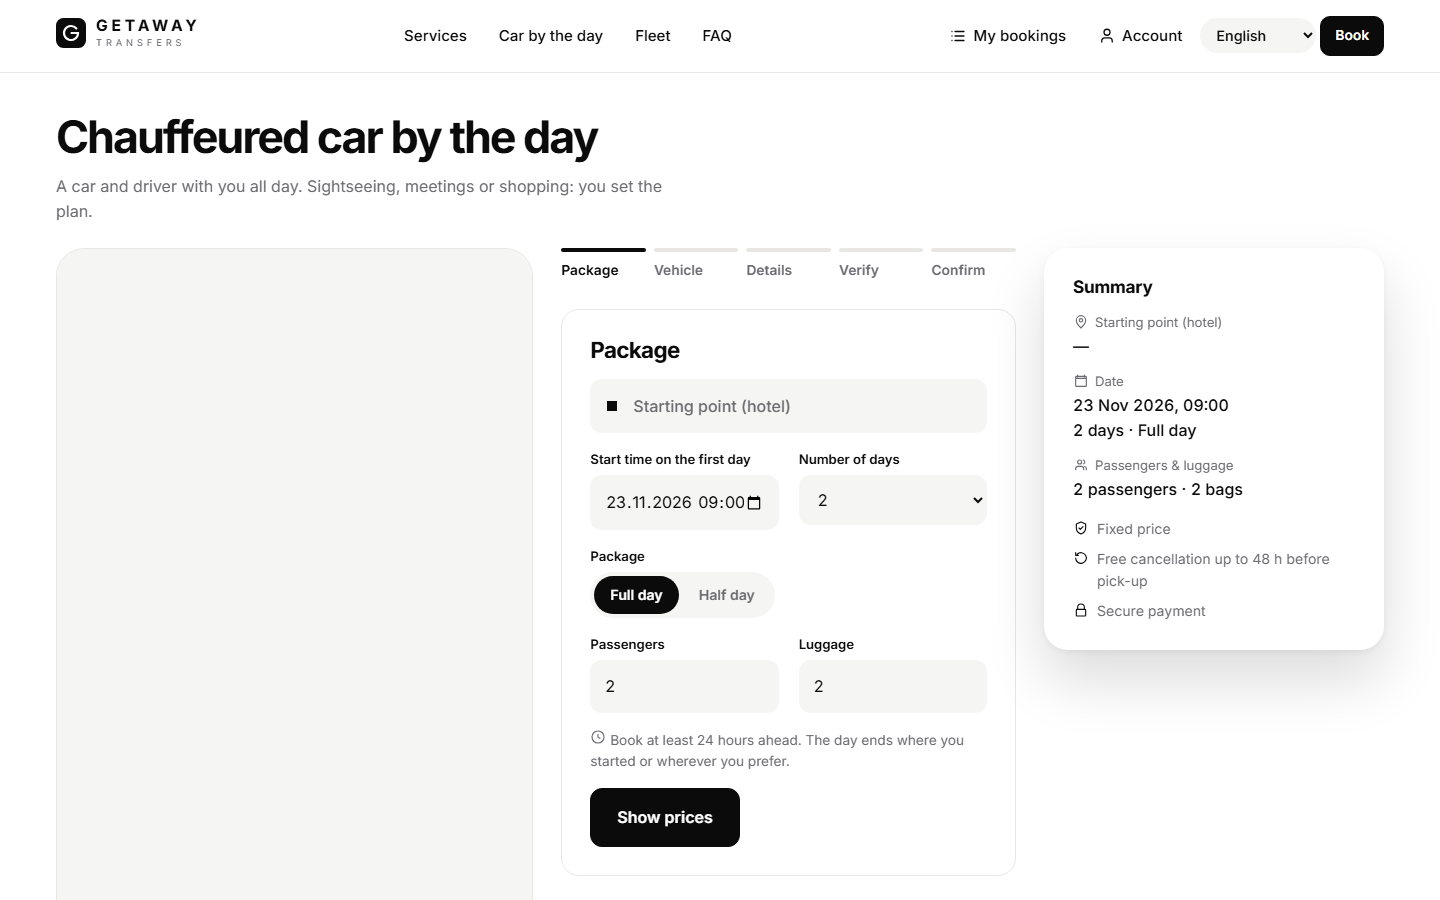 GETAWAY
TRANSFERS
Services
Car by the day
Fleet
FAQ
My bookings
Account
English
Book
Chauffeured car by the day
A car and driver with you all day. Sightseeing, meetings or shopping: you set the
plan.
Package
Vehicle
Details
Verify
Confirm
Package
Starting point (hotel)
Start time on the first day
Number of days
23.11.2026 09:00
2
Package
Full day
Half day
Passengers
Luggage
2
2
Book at least 24 hours ahead. The day ends where you
started or wherever you prefer.
Show prices
Summary
Starting point (hotel)
—
Date
23 Nov 2026, 09:00
2 days · Full day
Passengers & luggage
2 passengers · 2 bags
Fixed price
Free cancellation up to 48 h before
pick-up
Secure payment